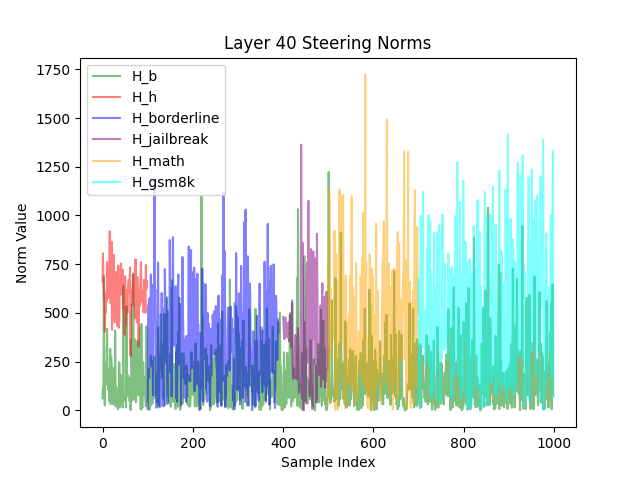 Layer 40 Steering Norms
Norm Value
1750
1500
1250
1000
750
500
250
0
H_b
H_h
H_borderline
H_jailbreak
H_math
H_gsm8k
0
200
400
600
800
1000
Sample Index